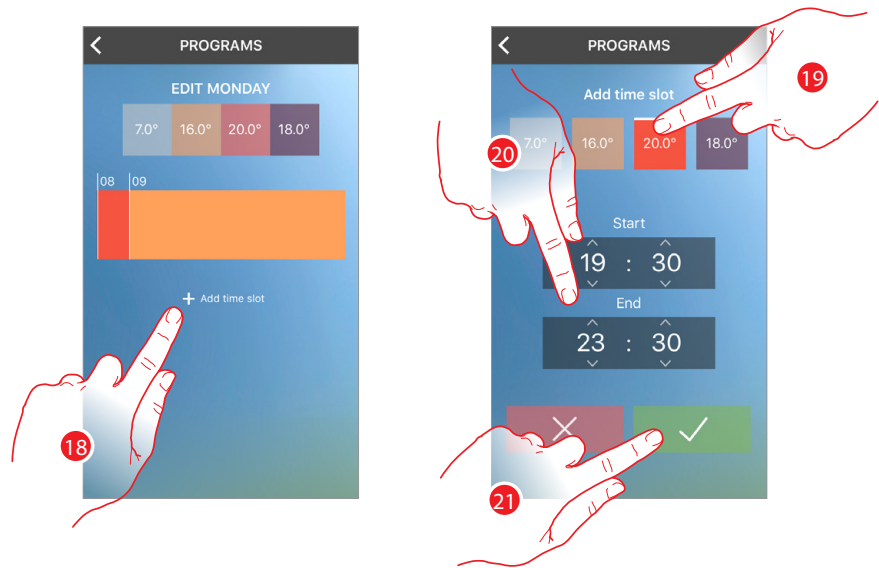 PROGRAMS
EDIT MONDAY
7.0° 16.0° 20.0° 18.0°
08 09
+ Add time slot
18
PROGRAMS
19
Add time slot
20
7.0° 16.0° 20.0° 18.0°
Start
19 : 30
End
23 : 30
21